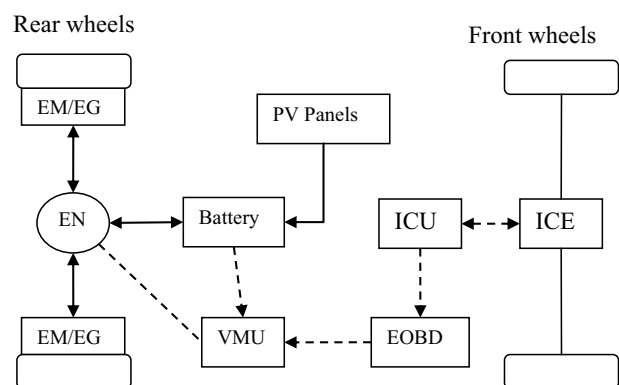 Rear wheels
Front wheels
EM/EG
PV Panels
EN
Battery
ICU
ICE
EM/EG
VMU
EOBD